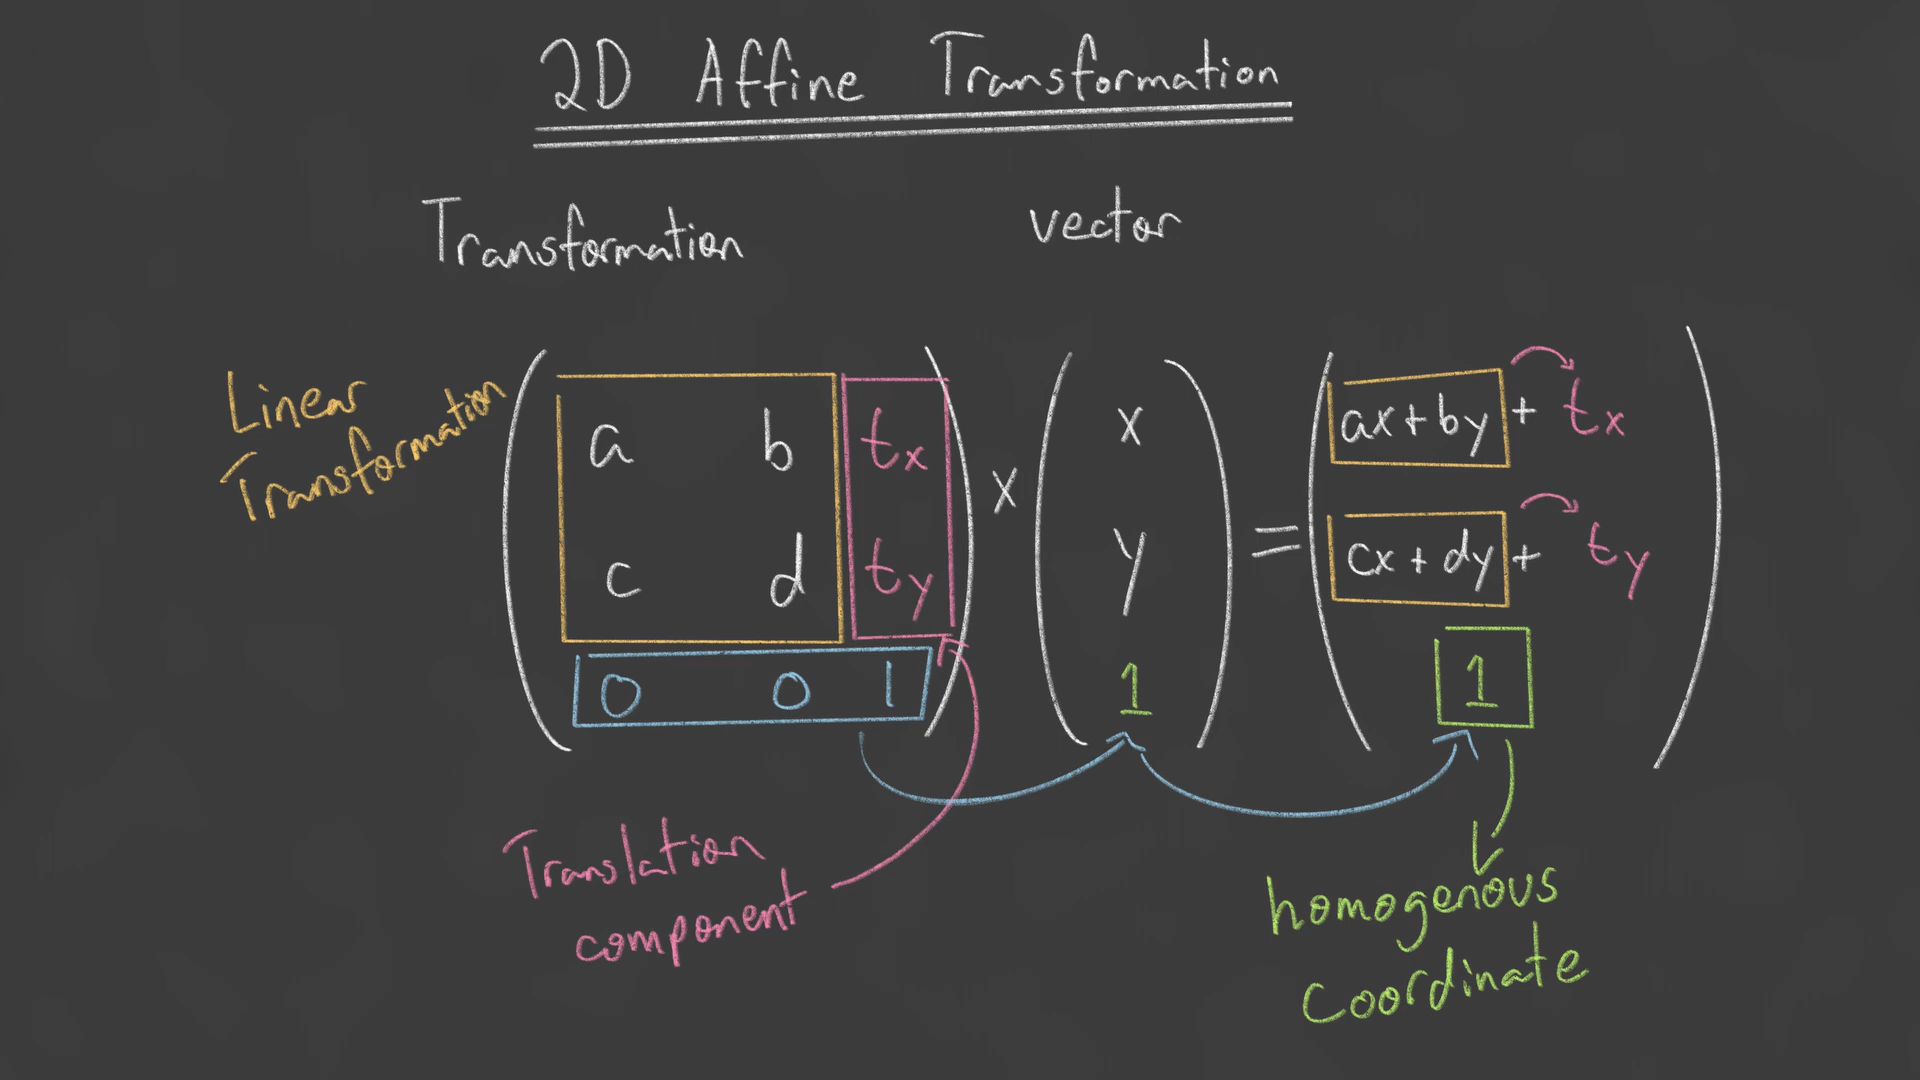 2D Affine Transformation
Transformation
vector
Linear
Transformation
a b tx
c d ty
0 0 1
x
x
y
1
=
ax+by + tx
cx + dy + ty
1
Translation
component
homogenous
coordinate